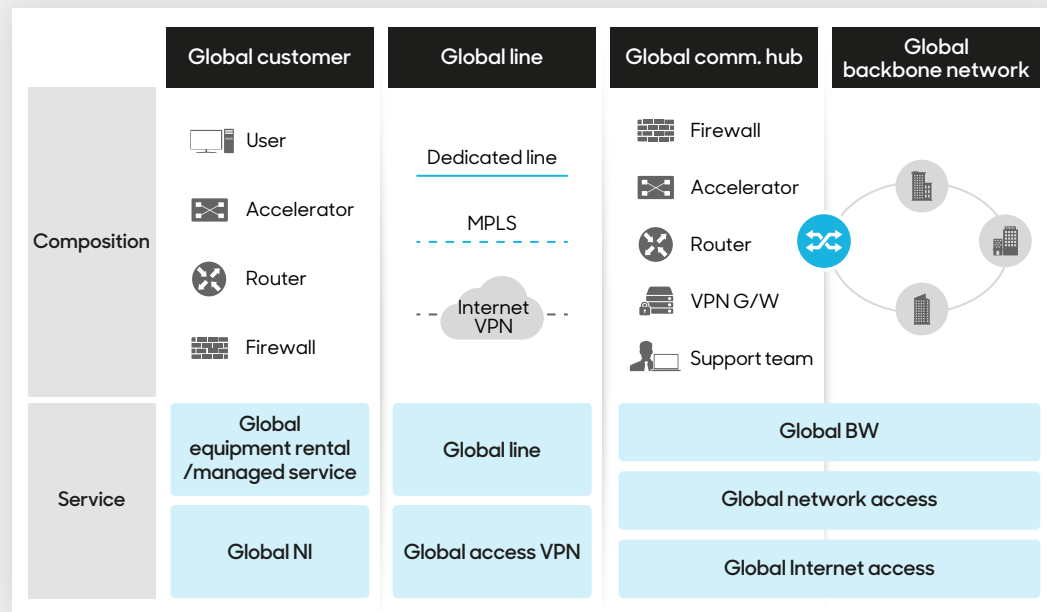 Global customer
Global line
Global comm. hub
Global
backbone network
Composition
User
Accelerator
Router
Firewall
Dedicated line
MPLS
Internet
VPN
Firewall
Accelerator
Router
VPN G/W
Support team
Service
Global
equipment rental
/managed service
Global NI
Global line
Global access VPN
Global BW
Global network access
Global Internet access